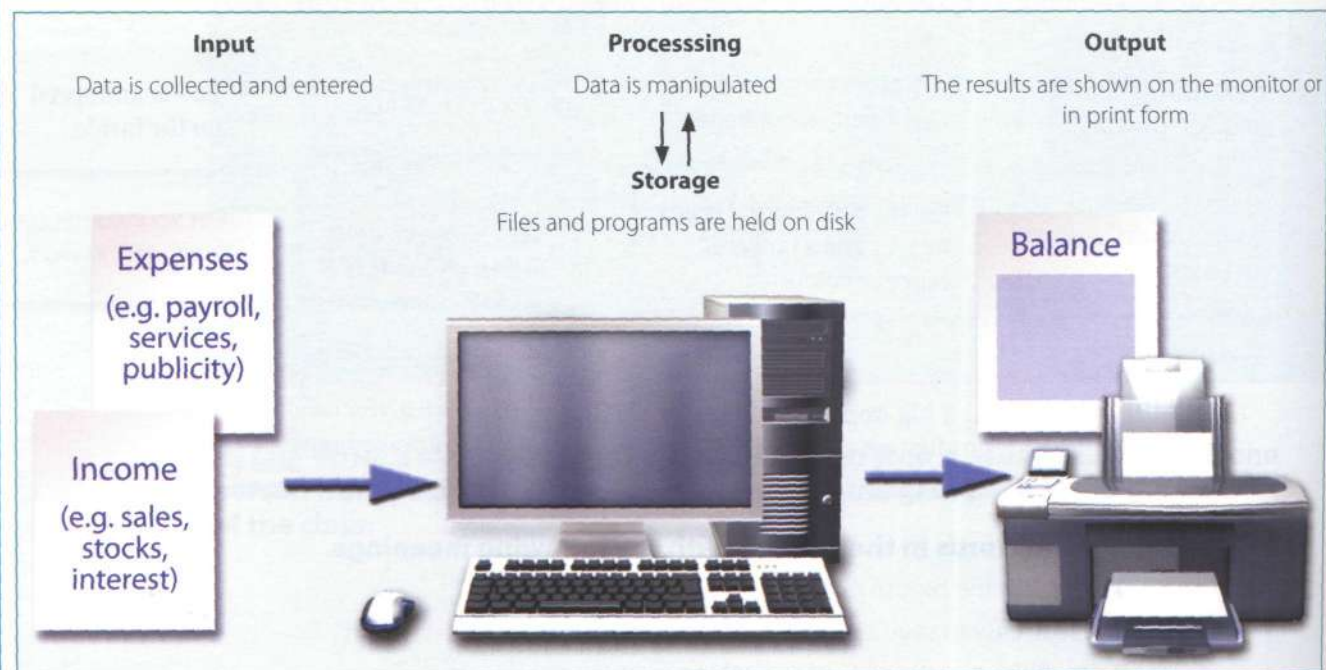 Input
Data is collected and entered
Processsing
Data is manipulated
Storage
Files and programs are held on disk
Output
The results are shown on the monitor or
in print form
Expenses
(e.g. payroll,
services,
publicity)
Income
(e.g. sales,
stocks,
interest)
Balance